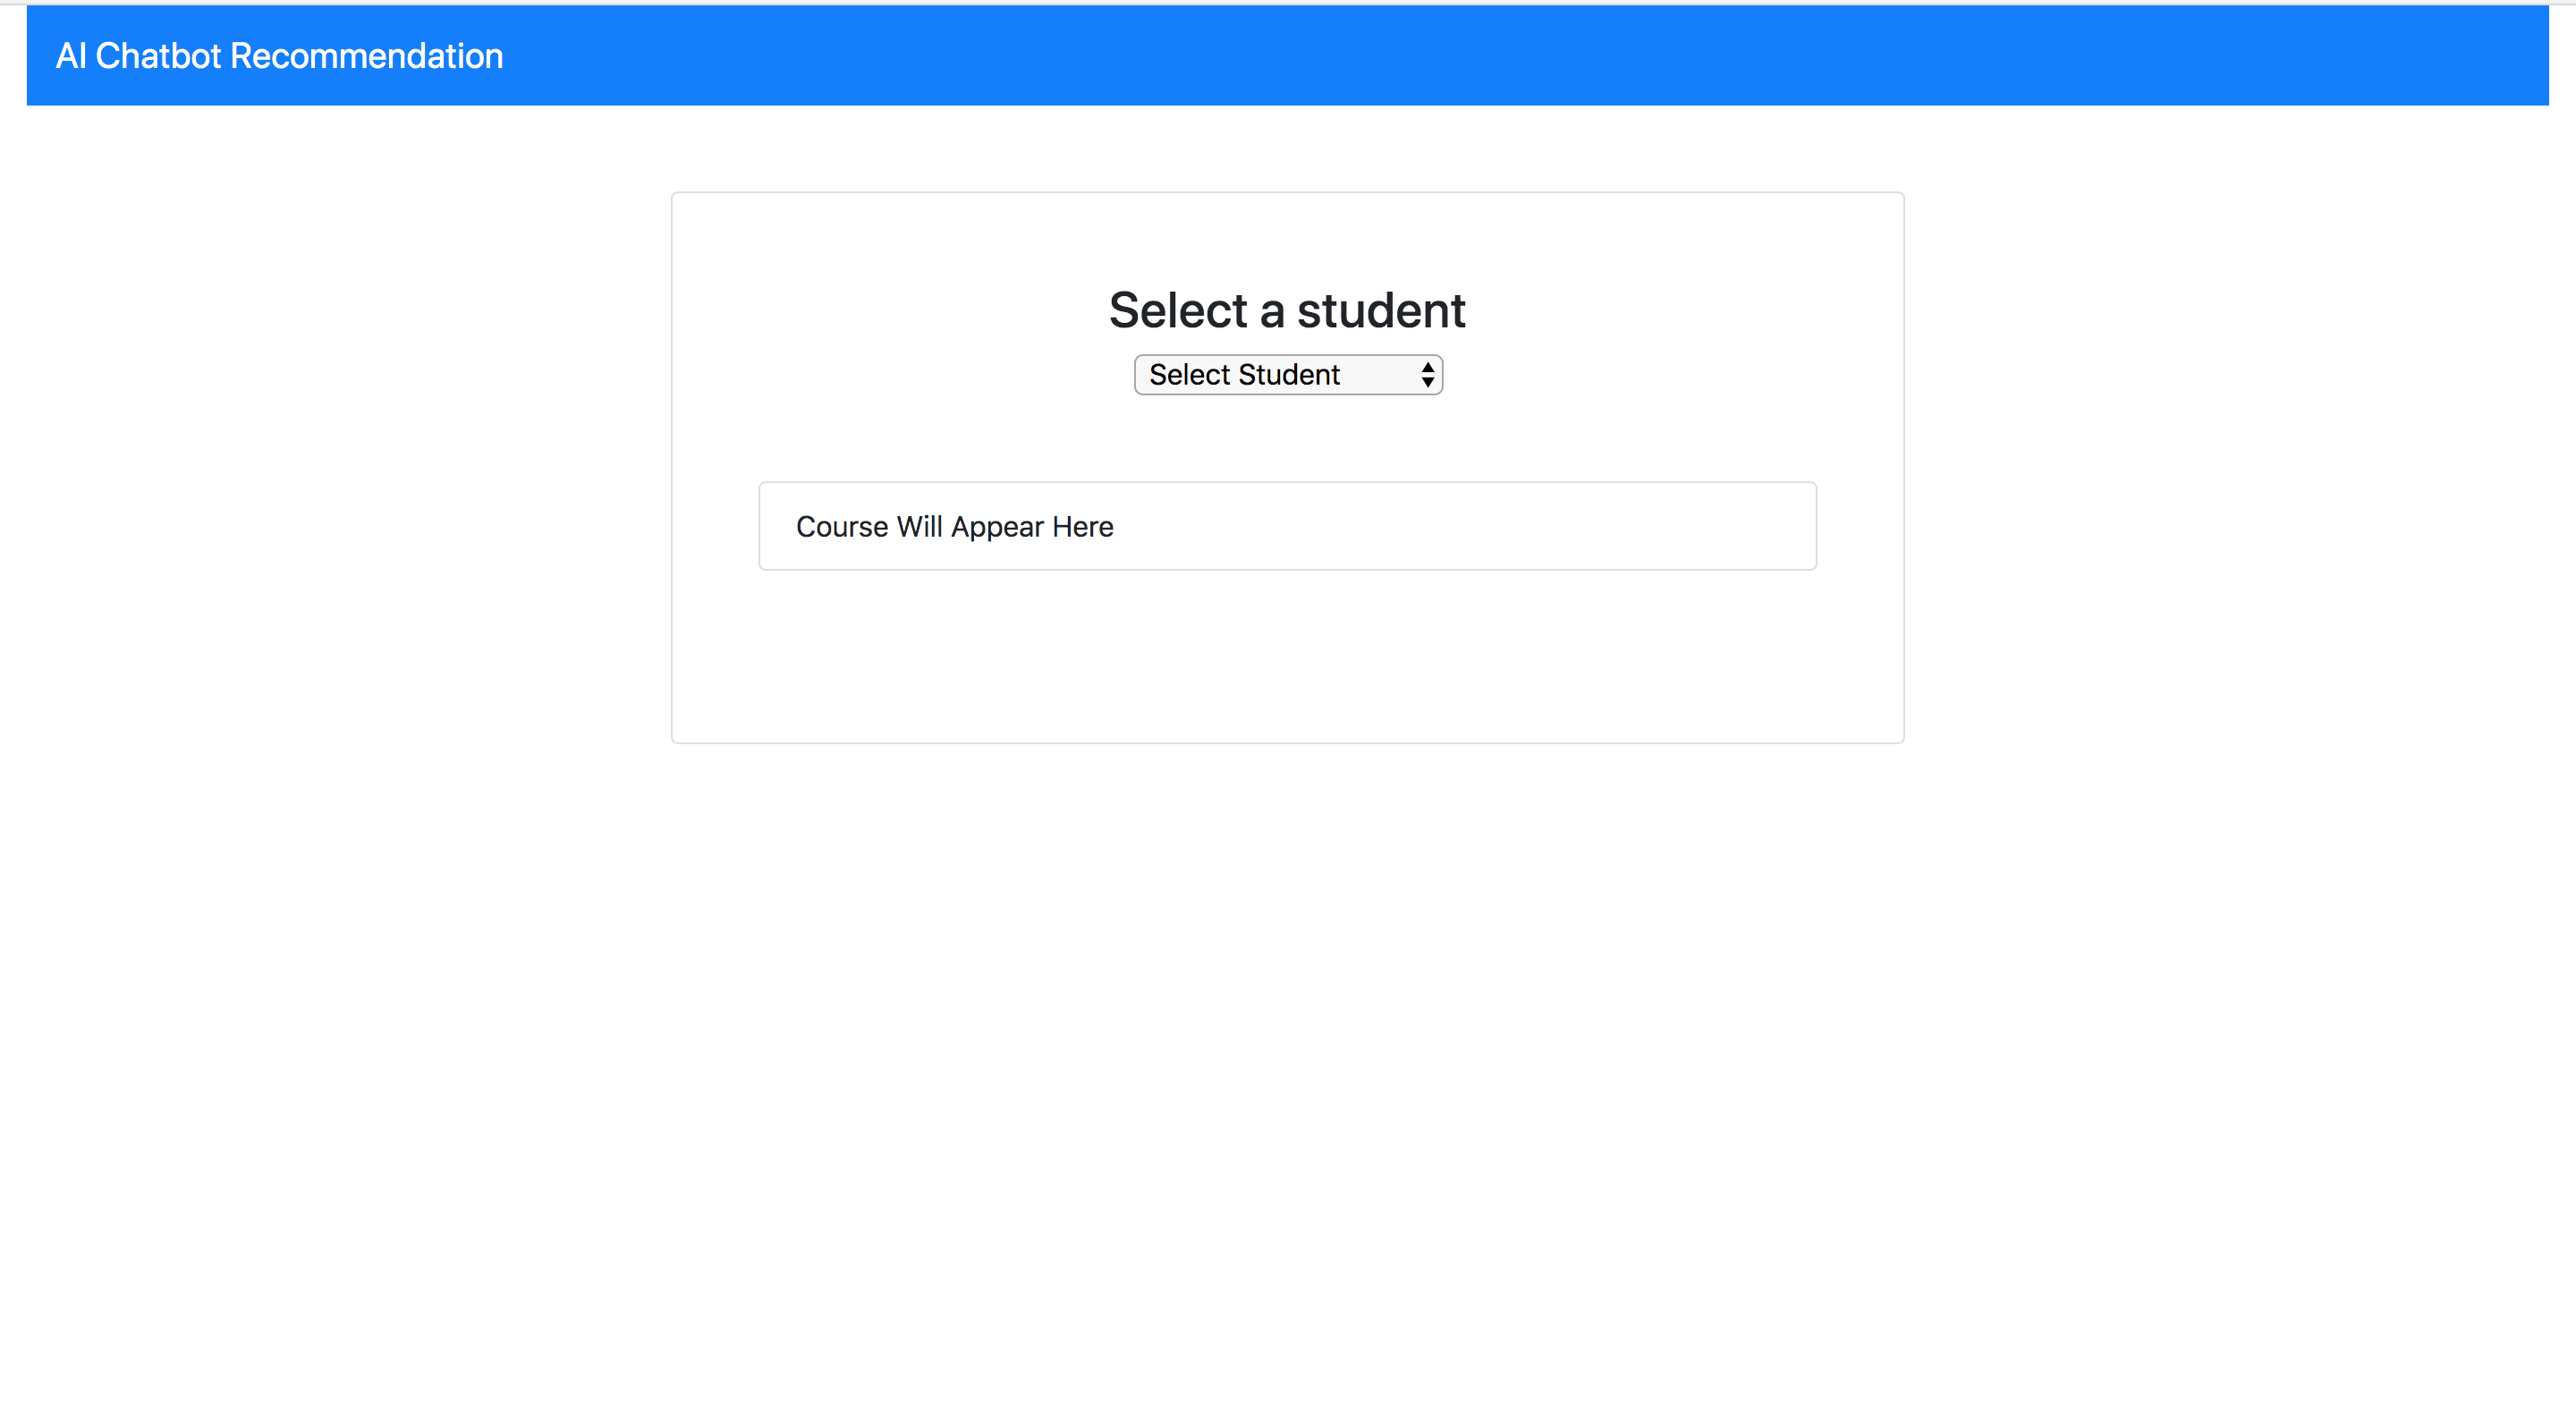 AI Chatbot Recommendation
Select a student
Select Student
Course Will Appear Here